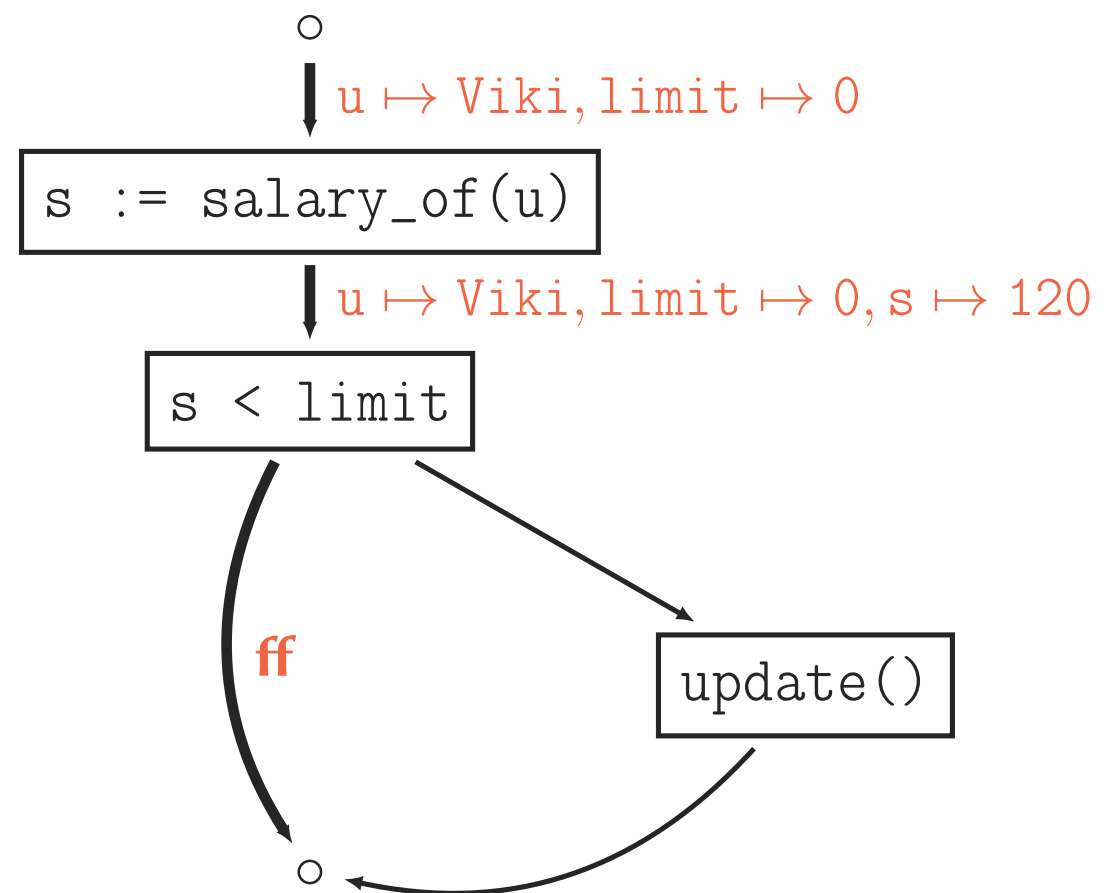 u ↦ Viki, limit ↦ 0
s := salary_of(u)
u ↦ Viki, limit ↦ 0, s ↦ 120
s < limit
ff
update()